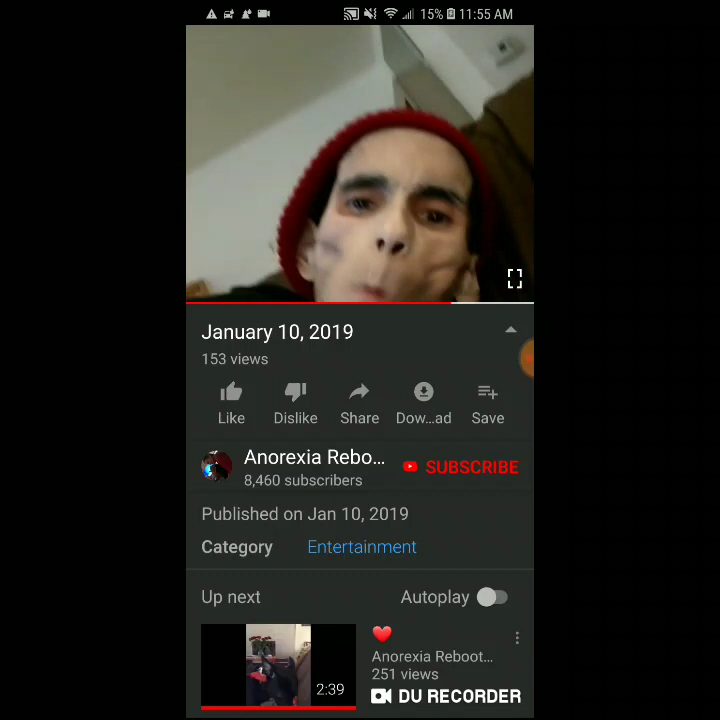 15% 11:55 AM
January 10, 2019
153 views
Like Dislike Share Dow...ad Save
Anorexia Rebo...
8,460 subscribers
SUBSCRIBE
Published on Jan 10, 2019
Category Entertainment
Up next Autoplay
Anorexia Reboot...
251 views
2:39
DU RECORDER